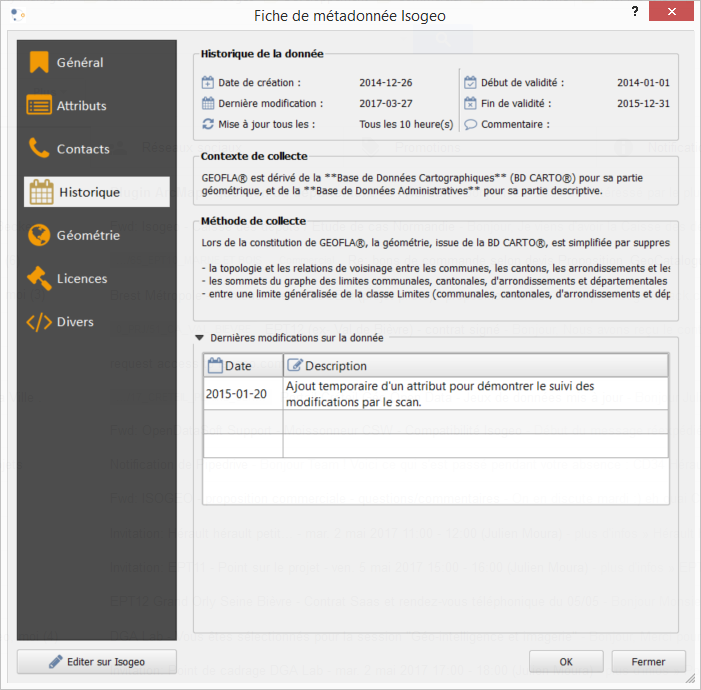 Fiche de métadonnée Isogeo
?
Général
Attributs
Contacts
Historique
Géométrie
Licences
Divers
Editer sur Isogeo
Historique de la donnée
Date de création : 2014-12-26
Début de validité : 2014-01-01
Dernière modification : 2017-03-27
Fin de validité : 2015-12-31
Mise à jour tous les : Tous les 10 heure(s)
Commentaire :
Contexte de collecte
GEOFLA® est dérivé de la **Base de Données Cartographiques** (BD CARTO®) pour sa partie
géométrique, et de la **Base de Données Administratives** pour sa partie descriptive.
Méthode de collecte
Lors de la constitution de GEOFLA®, la géométrie, issue de la BD CARTO®, est simplifiée par suppres
- la topologie et les relations de voisinage entre les communes, les cantons, les arrondissements et les
- les sommets du graphe des limites communales, cantonales, d'arrondissements et départementales
- entre une limite généralisée de la classe Limites (communales, cantonales, d'arrondissements et dép
Dernières modifications sur la donnée
Date Description
2015-01-20 Ajout temporaire d'un attribut pour démontrer le suivi des
modifications par le scan.
OK Fermer